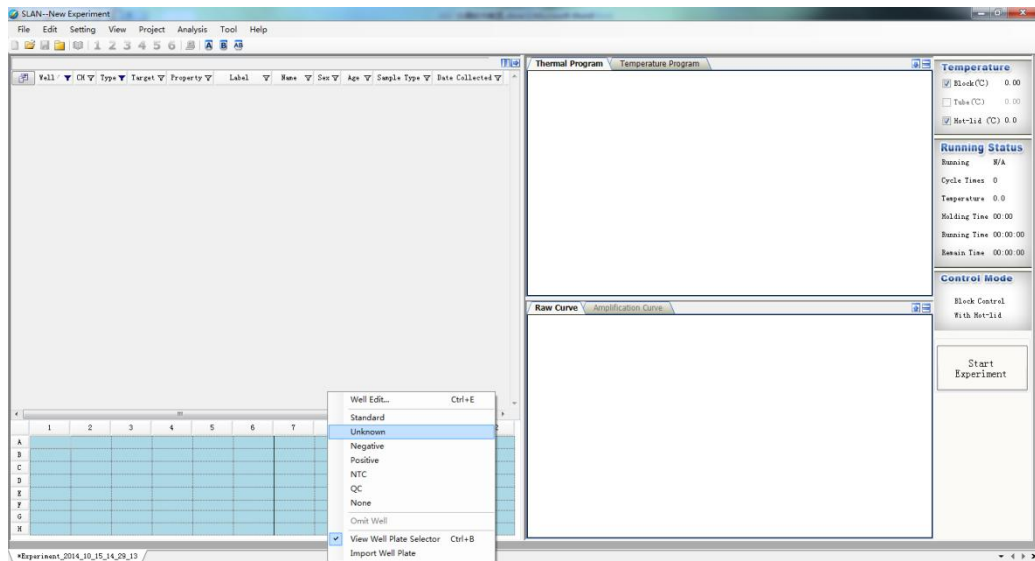 SLAN--New Experiment
File Edit Setting View Project Analysis Tool Help
1 2 3 4 5 6 A B AB
Well CH Type Target Property Label Name Sex Age Sample Type Date Collected
Thermal Program Temperature Program
Temperature
Block(℃) 0.00
Tube(℃) 0.00
Hot-lid (℃) 0.0
Running Status
Running N/A
Cycle Times 0
Temperature 0.0
Holding Time 00:00
Running Time 00:00:00
Remain Time 00:00:00
Control Mode
Block Control
With Hot-lid
Start
Experiment
Raw Curve Amplification Curve
Well Edit... Ctrl+E
Standard
Unknown
Negative
Positive
NTC
QC
None
Omit Well
View Well Plate Selector Ctrl+B
Import Well Plate
1 2 3 4 5 6 7 2
A
B
C
D
E
F
G
H
*Experiment_2014_10_15_14_29_13